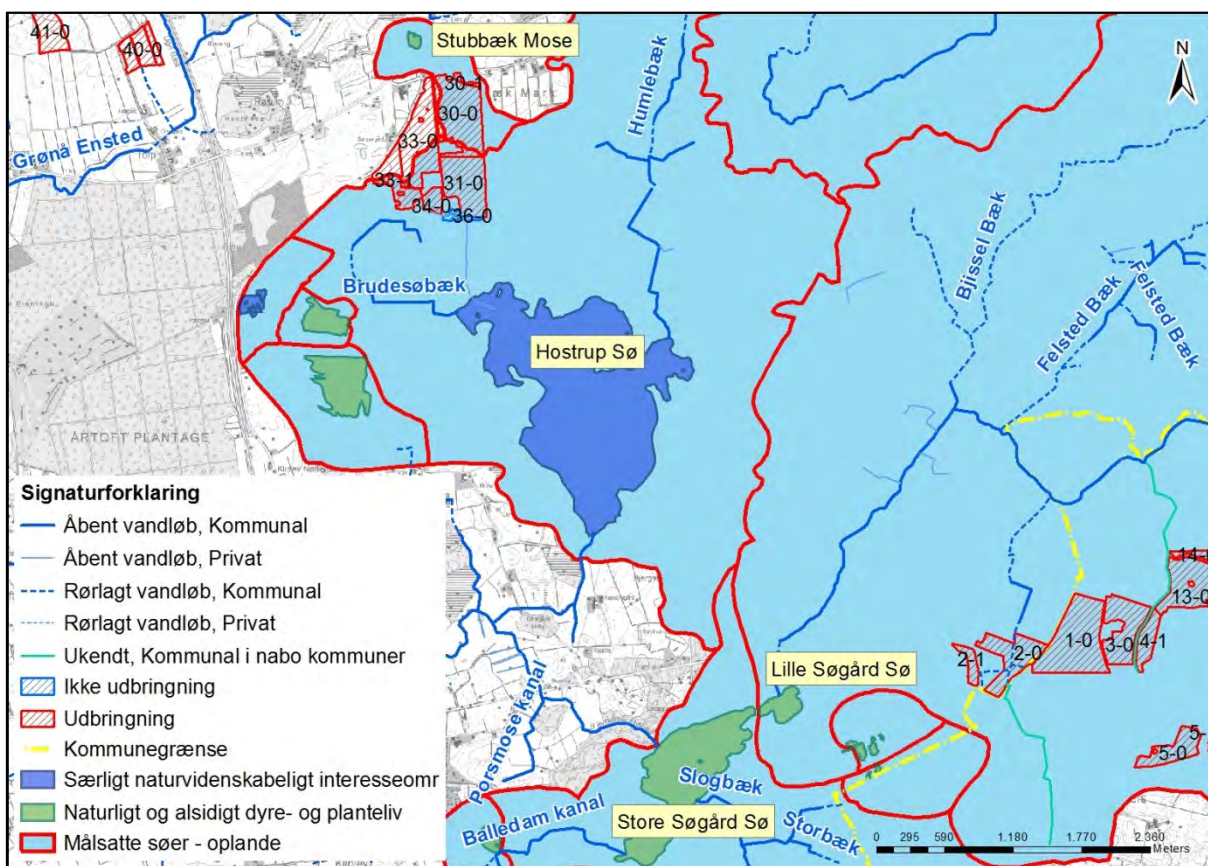 41-0
40-0
Stubbæk Mose
N
30-1
30-0
æk Mark
Humlebæk
Grønå Ensted
33-0
33-1
31-0
34-0
36-0
Bjissel Bæk
Felsted Bæk
Felsted Bæk
Brudesøbæk
Hostrup Sø
ÅRTOFT PLANTAGE
Signaturforklaring
Åbent vandløb, Kommunal
Åbent vandløb, Privat
Rørlagt vandløb, Kommunal
Rørlagt vandløb, Privat
Ukendt, Kommunal i nabo kommuner
Ikke udbringning
Udbringning
Kommunegrænse
Særligt naturvidenskabeligt interesseomr
Naturligt og alsidigt dyre- og planteliv
Målsatte søer - oplande
14-0
13-0
1-0
3-0
4-1
2-0
2-1
Lille Søgård Sø
5-
5-0
Porsmose kanal
Slogbæk
Bålledam kanal
Storbæk
Store Søgård Sø
0 295 590 1.180 1.770 2.360
Meters